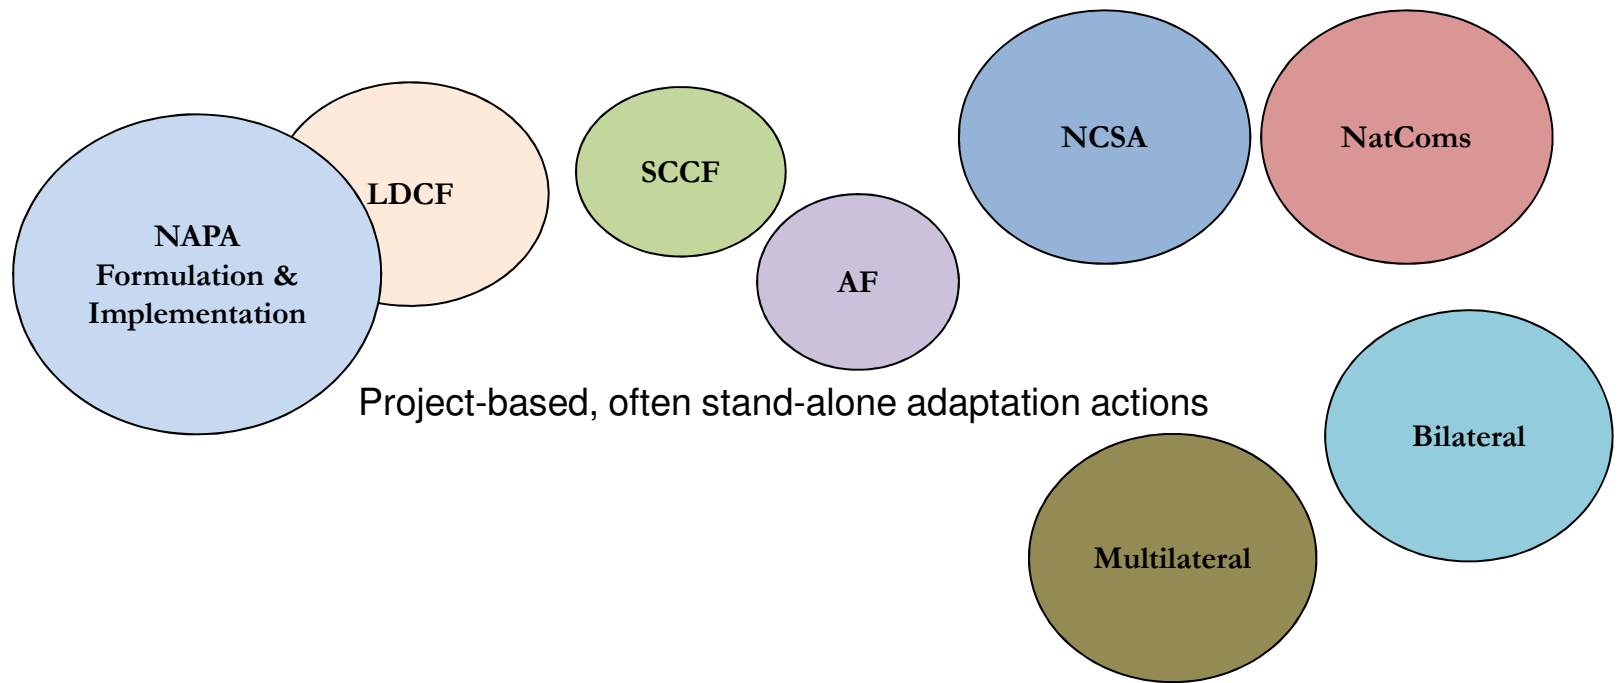 NCSA
NatComs
SCCF
LDCF
NAPA
Formulation &
Implementation
AF
Project-based, often stand-alone adaptation actions
Bilateral
Multilateral